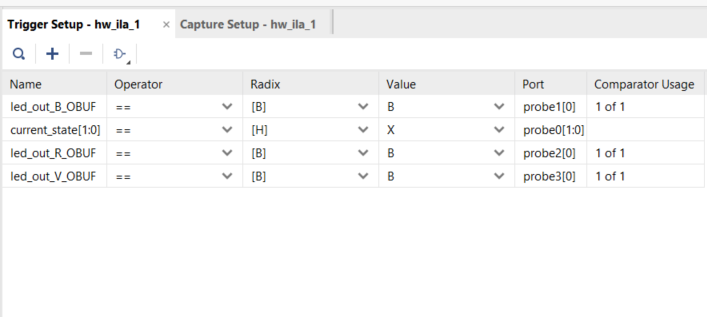 Trigger Setup - hw_ila_1 × Capture Setup - hw_ila_1
Name Operator Radix Value Port Comparator Usage
led_out_B_OBUF == [B] B probe1[0] 1 of 1
current_state[1:0] == [H] X probe0[1:0]
led_out_R_OBUF == [B] B probe2[0] 1 of 1
led_out_V_OBUF == [B] B probe3[0] 1 of 1